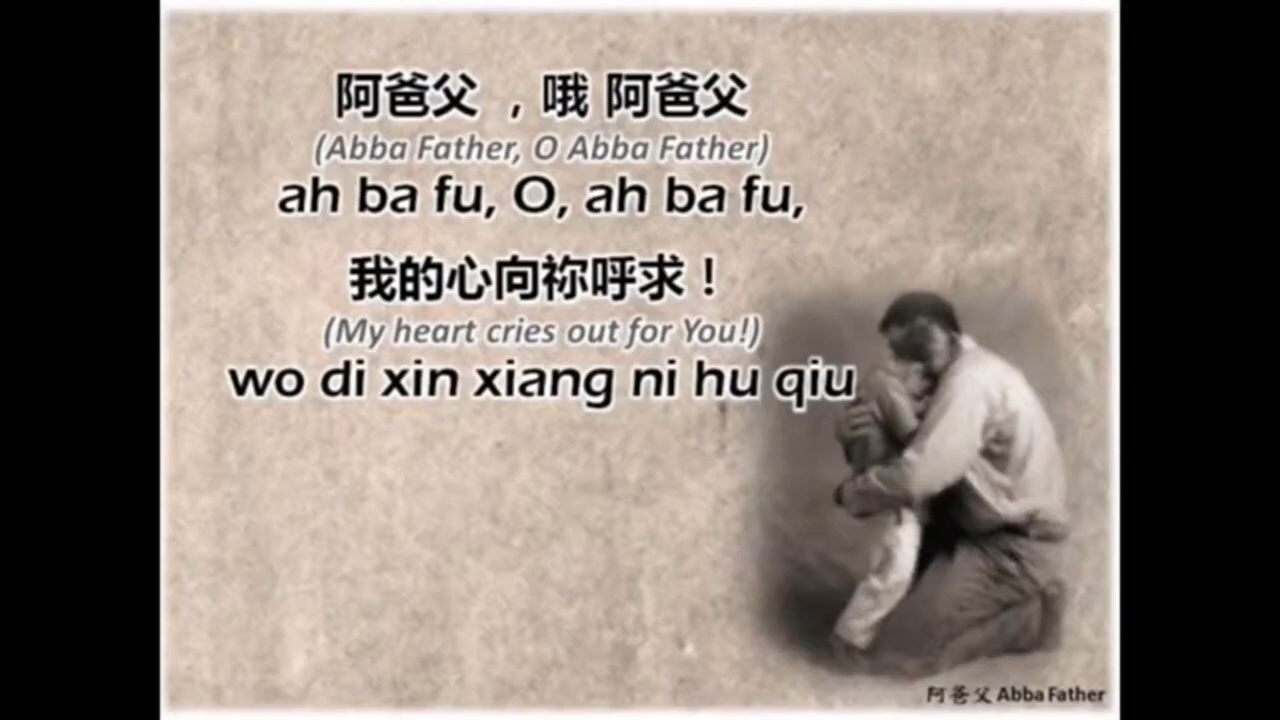 阿爸父 ，哦 阿爸父
(Abba Father, O Abba Father)
ah ba fu, O, ah ba fu,
我的心向祢呼求！
(My heart cries out for You!)
wo di xin xiang ni hu qiu
阿爸父 Abba Father